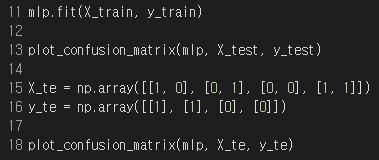 11 mlp.fit(X_train, y_train)
12
13 plot_confusion_matrix(mlp, X_test, y_test)
14
15 X_te = np.array([[1, 0], [0, 1], [0, 0], [1, 1]])
16 y_te = np.array([[1], [1], [0], [0]])
17
18 plot_confusion_matrix(mlp, X_te, y_te)